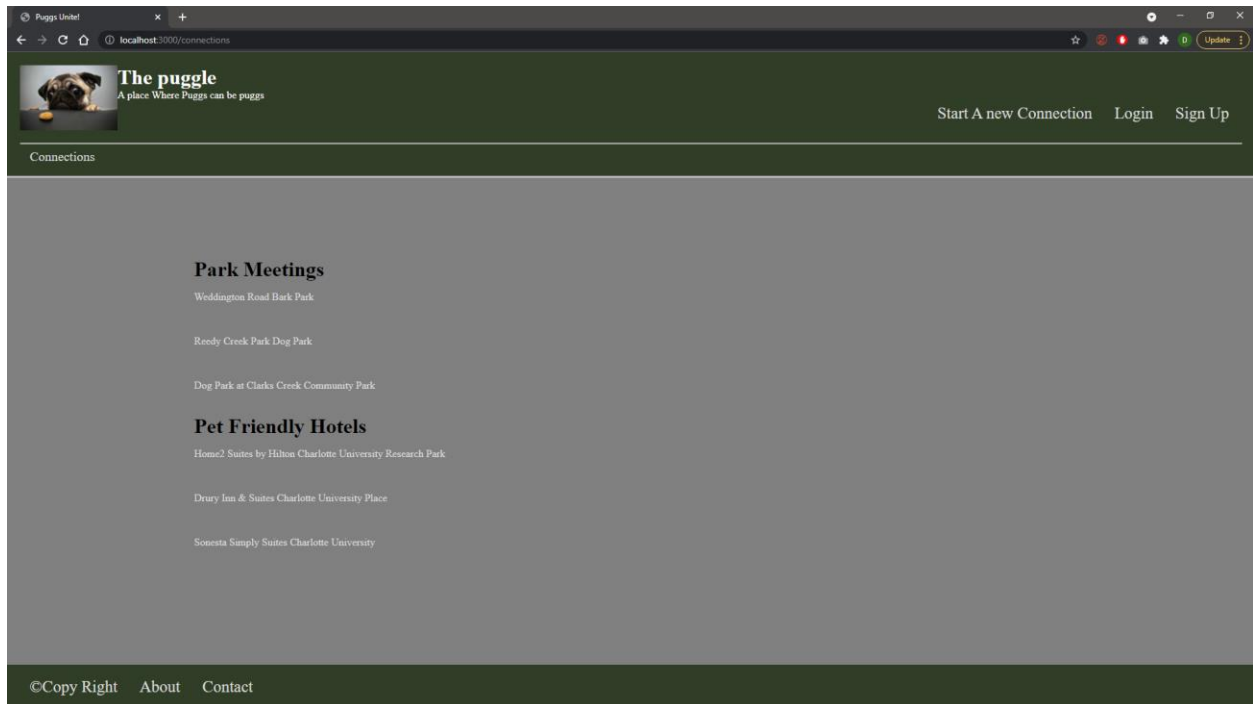 Puggs Unite!
localhost:3000/connections
D Update
The puggle
A place Where Puggs can be puggs
Start A new Connection Login Sign Up
Connections
Park Meetings
Weddington Road Bark Park
Reedy Creek Park Dog Park
Dog Park at Clarks Creek Community Park
Pet Friendly Hotels
Home2 Suites by Hilton Charlotte University Research Park
Drury Inn & Suites Charlotte University Place
Sonesta Simply Suites Charlotte University
©Copy Right About Contact